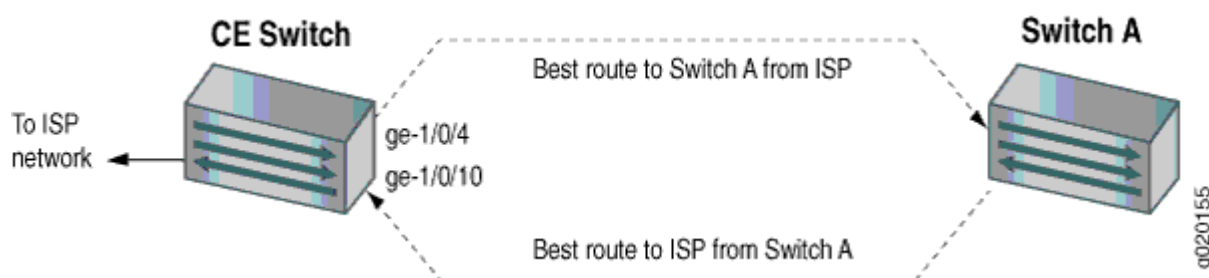 CE Switch
Switch A
Best route to Switch A from ISP
To ISP
network
ge-1/0/4
ge-1/0/10
Best route to ISP from Switch A
g020155